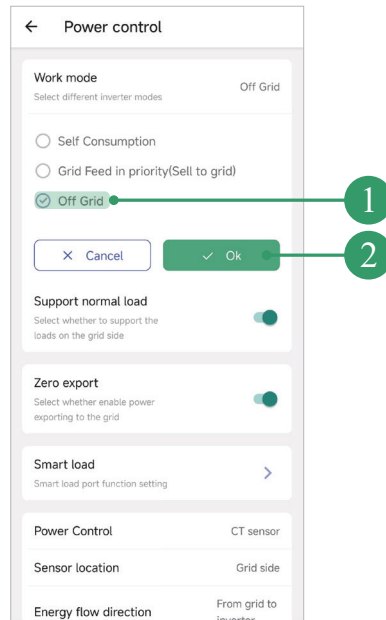 ← Power control
Work mode
Off Grid
Select different inverter modes
Self Consumption
Grid Feed in priority(Sell to grid)
Off Grid
1
× Cancel
✓ Ok
2
Support normal load
Select whether to support the
loads on the grid side
Zero export
Select whether enable power
exporting to the grid
Smart load
Smart load port function setting
Power Control
CT sensor
Sensor location
Grid side
Energy flow direction
From grid to
inverter